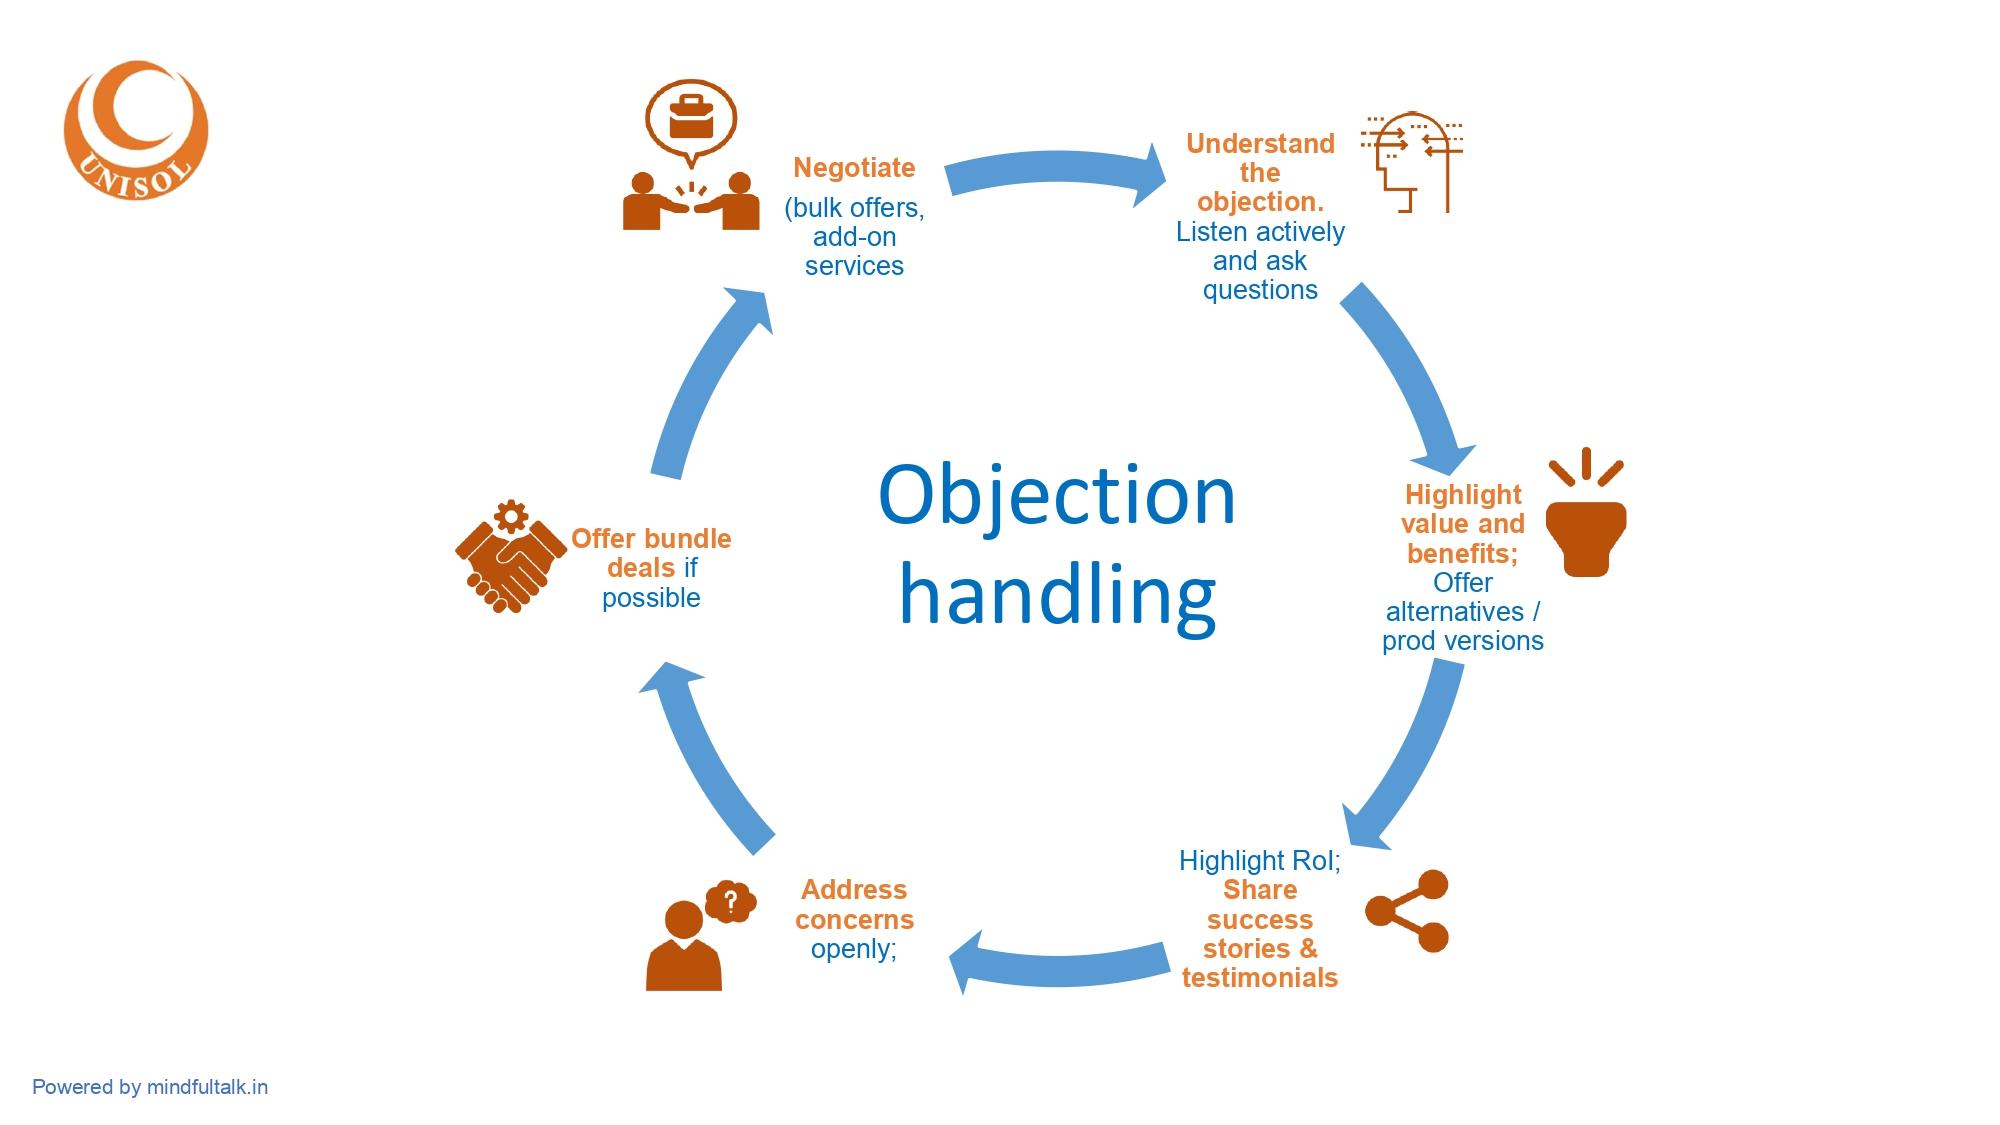 UNISOL
Negotiate
(bulk offers,
add-on
services
Understand
the
objection.
Listen actively
and ask
questions
Highlight
value and
benefits;
Offer
alternatives /
prod versions
Highlight RoI;
Share
success
stories &
testimonials
Address
concerns
openly;
?
Offer bundle
deals if
possible
Objection
handling
Powered by mindfultalk.in